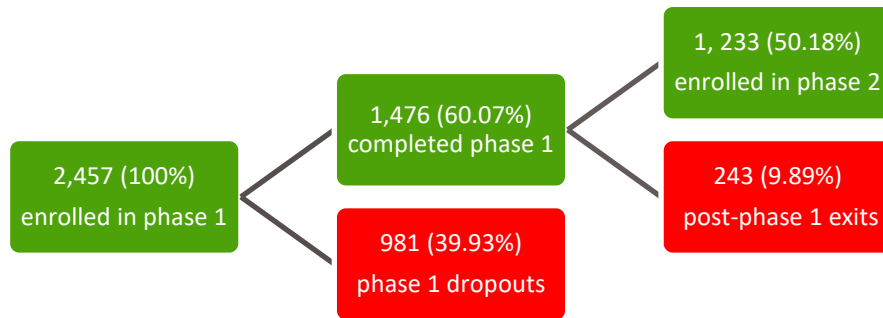 2,457 (100%)
enrolled in phase 1
1,476 (60.07%)
completed phase 1
981 (39.93%)
phase 1 dropouts
1, 233 (50.18%)
enrolled in phase 2
243 (9.89%)
post-phase 1 exits